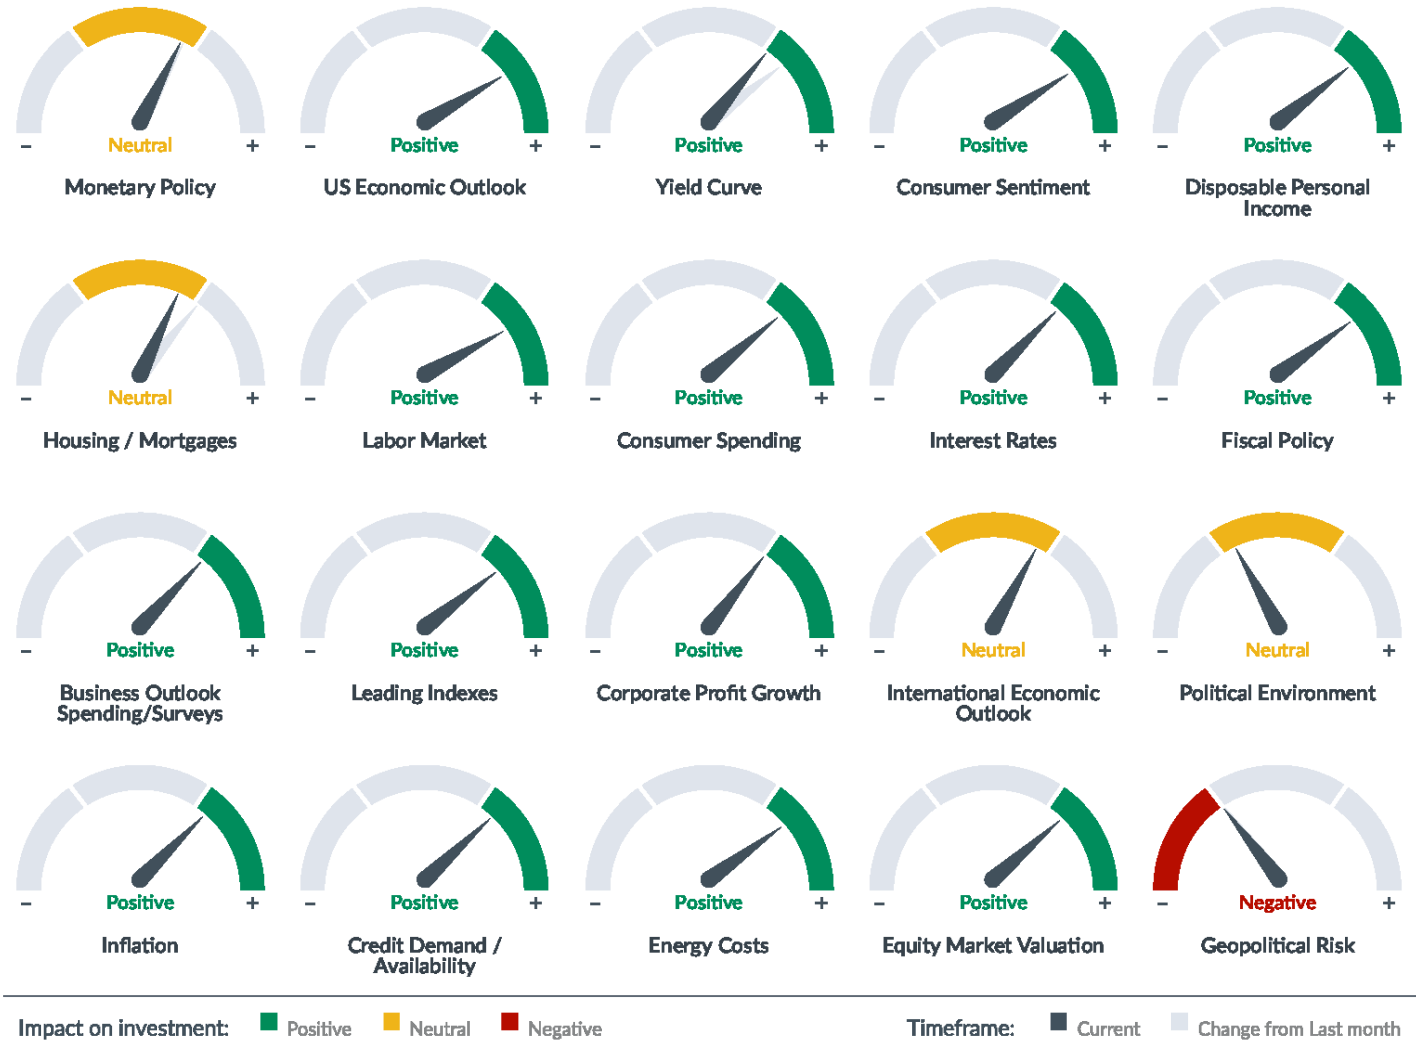 - Neutral +
Monetary Policy
- Positive +
US Economic Outlook
- Positive +
Yield Curve
- Positive +
Consumer Sentiment
- Positive +
Disposable Personal
Income
- Neutral +
Housing / Mortgages
- Positive +
Labor Market
- Positive +
Consumer Spending
- Positive +
Interest Rates
- Positive +
Fiscal Policy
- Positive +
Business Outlook
Spending/Surveys
- Positive +
Leading Indexes
- Positive +
Corporate Profit Growth
- Neutral +
International Economic
Outlook
- Neutral +
Political Environment
- Positive +
Inflation
- Positive +
Credit Demand /
Availability
- Positive +
Energy Costs
- Positive +
Equity Market Valuation
- Negative +
Geopolitical Risk
Impact on investment: Positive Neutral Negative
Timeframe: Current Change from Last month